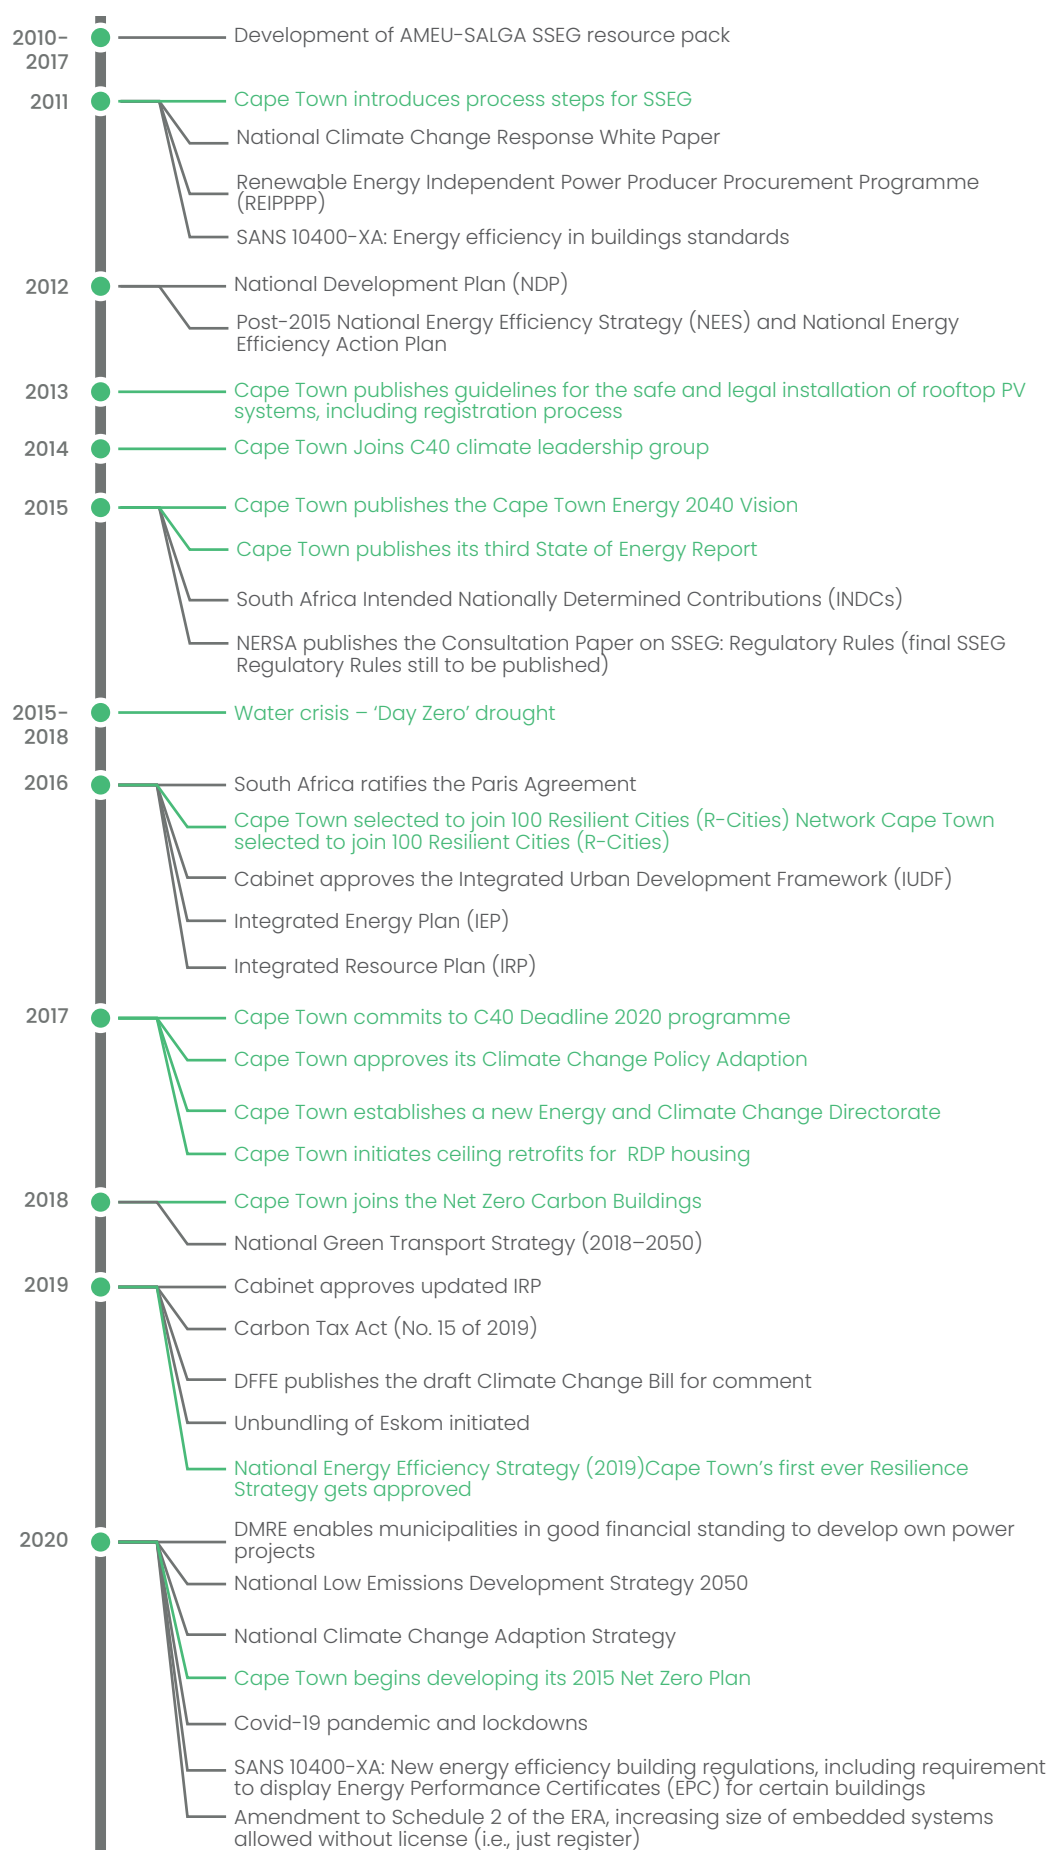 2010-
2017
Development of AMEU-SALGA SSEG resource pack
2011
Cape Town introduces process steps for SSEG
National Climate Change Response White Paper
Renewable Energy Independent Power Producer Procurement Programme
(REIPPPP)
SANS 10400-XA: Energy efficiency in buildings standards
2012
National Development Plan (NDP)
Post-2015 National Energy Efficiency Strategy (NEES) and National Energy
Efficiency Action Plan
2013
Cape Town publishes guidelines for the safe and legal installation of rooftop PV
systems, including registration process
2014
Cape Town Joins C40 climate leadership group
2015
Cape Town publishes the Cape Town Energy 2040 Vision
Cape Town publishes its third State of Energy Report
South Africa Intended Nationally Determined Contributions (INDCs)
NERSA publishes the Consultation Paper on SSEG: Regulatory Rules (final SSEG
Regulatory Rules still to be published)
2015-
2018
Water crisis – ‘Day Zero’ drought
2016
South Africa ratifies the Paris Agreement
Cape Town selected to join 100 Resilient Cities (R-Cities) Network Cape Town
selected to join 100 Resilient Cities (R-Cities)
Cabinet approves the Integrated Urban Development Framework (IUDF)
Integrated Energy Plan (IEP)
Integrated Resource Plan (IRP)
2017
Cape Town commits to C40 Deadline 2020 programme
Cape Town approves its Climate Change Policy Adaption
Cape Town establishes a new Energy and Climate Change Directorate
Cape Town initiates ceiling retrofits for RDP housing
2018
Cape Town joins the Net Zero Carbon Buildings
National Green Transport Strategy (2018–2050)
2019
Cabinet approves updated IRP
Carbon Tax Act (No. 15 of 2019)
DFFE publishes the draft Climate Change Bill for comment
Unbundling of Eskom initiated
National Energy Efficiency Strategy (2019)Cape Town’s first ever Resilience
Strategy gets approved
2020
DMRE enables municipalities in good financial standing to develop own power
projects
National Low Emissions Development Strategy 2050
National Climate Change Adaption Strategy
Cape Town begins developing its 2015 Net Zero Plan
Covid-19 pandemic and lockdowns
SANS 10400-XA: New energy efficiency building regulations, including requirement
to display Energy Performance Certificates (EPC) for certain buildings
Amendment to Schedule 2 of the ERA, increasing size of embedded systems
allowed without license (i.e., just register)